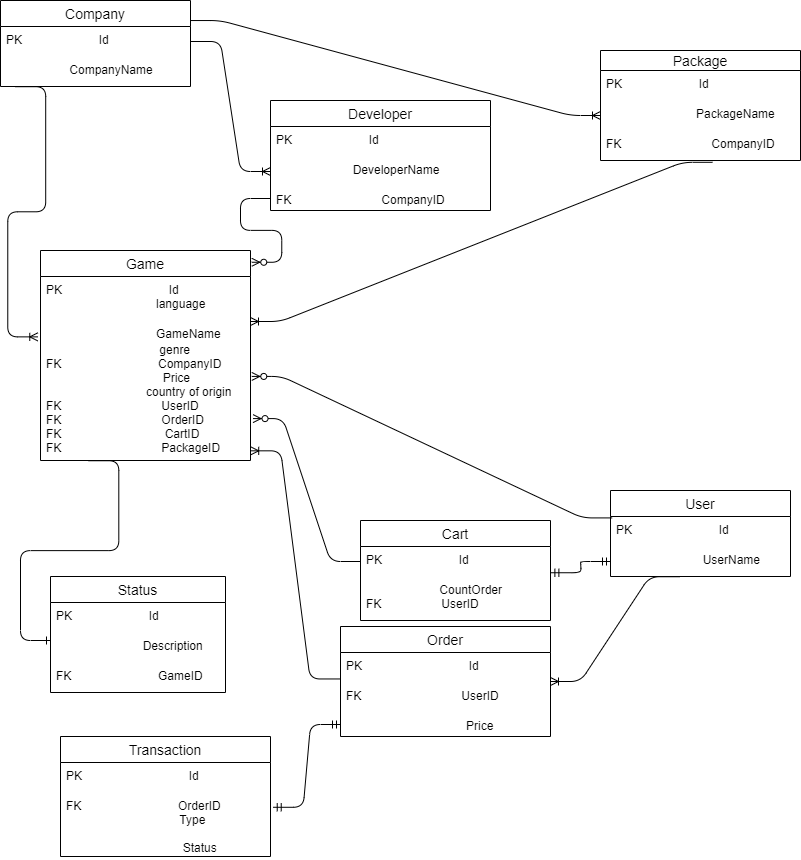 Company
PK Id
CompanyName
Package
PK Id
PackageName
FK CompanyID
Developer
PK Id
DeveloperName
FK CompanyID
Game
PK Id
language
GameName
genre
FK CompanyID
Price
country of origin
FK UserID
FK OrderID
FK CartID
FK PackageID
User
PK Id
UserName
Cart
PK Id
CountOrder
FK UserID
Status
PK Id
Description
FK GameID
Order
PK Id
FK UserID
Price
Transaction
PK Id
FK OrderID
Type
Status